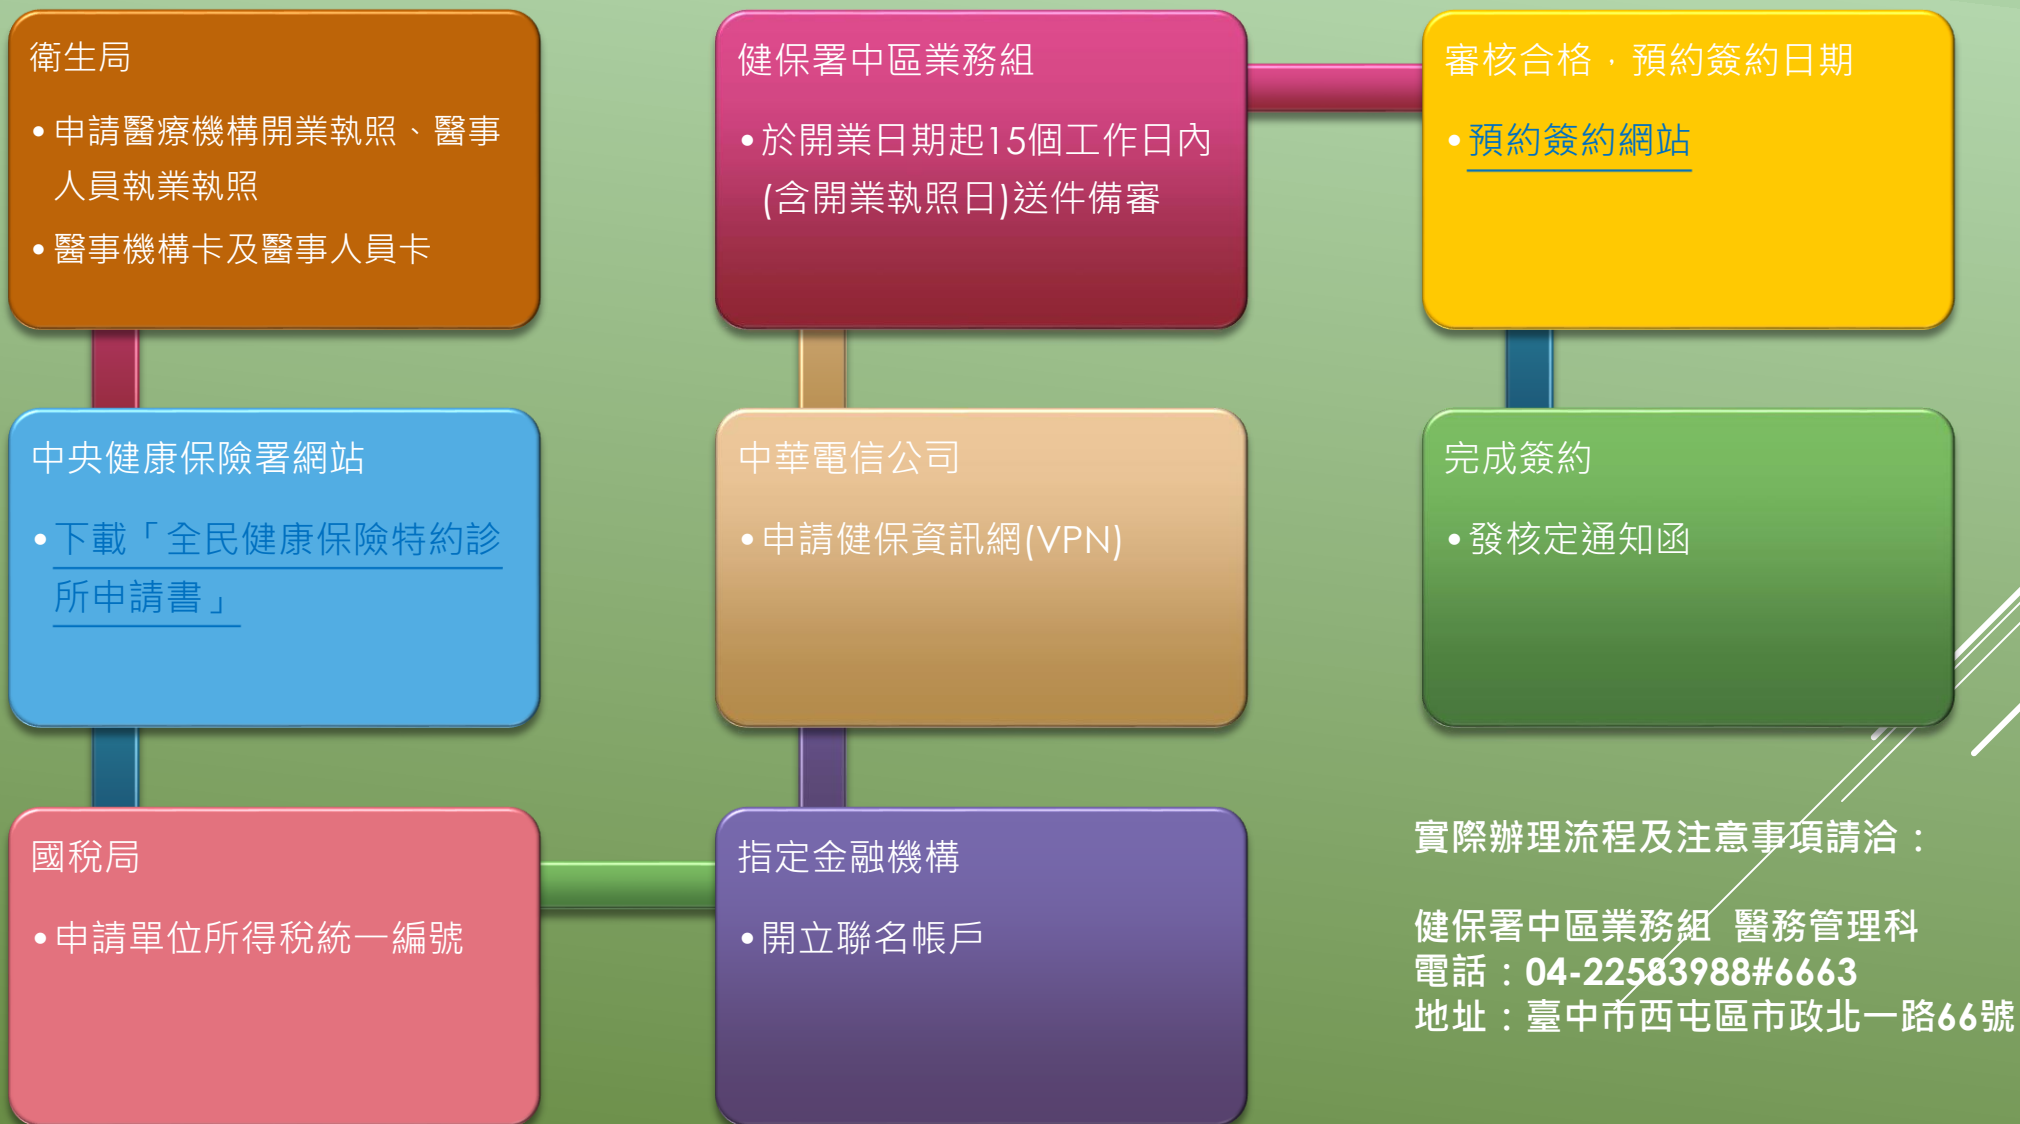 衛生局
•申請醫療機構開業執照、醫事
人員執業執照
•醫事機構卡及醫事人員卡
中央健康保險署網站
•下載「全民健康保險特約診
所申請書」
國稅局
•申請單位所得稅統一編號
指定金融機構
•開立聯名帳戶
中華電信公司
•申請健保資訊網(VPN)
健保署中區業務組
•於開業日期起15個工作日內
(含開業執照日)送件備審
審核合格，預約簽約日期
•預約簽約網站
完成簽約
•發核定通知函
實際辦理流程及注意事項請洽：
健保署中區業務組 醫務管理科
電話：04-22583988#6663
地址：臺中市西屯區市政北一路66號